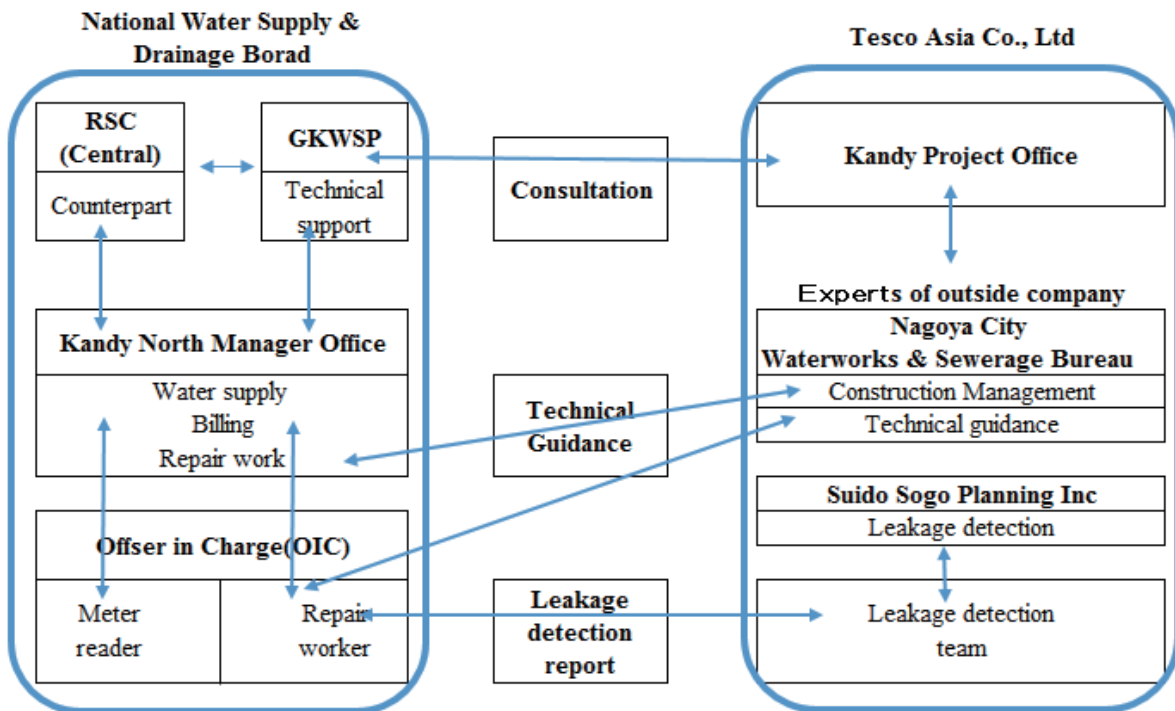 National Water Supply &
Drainage Borad
RSC
(Central)
Counterpart
GKWSP
Technical
support
Kandy North Manager Office
Water supply
Billing
Repair work
Offser in Charge(OIC)
Meter
reader
Repair
worker
Consultation
Technical
Guidance
Leakage
detection
report
Tesco Asia Co., Ltd
Kandy Project Office
Experts of outside company
Nagoya City
Waterworks & Sewerage Bureau
Construction Management
Technical guidance
Suido Sogo Planning Inc
Leakage detection
Leakage detection
team